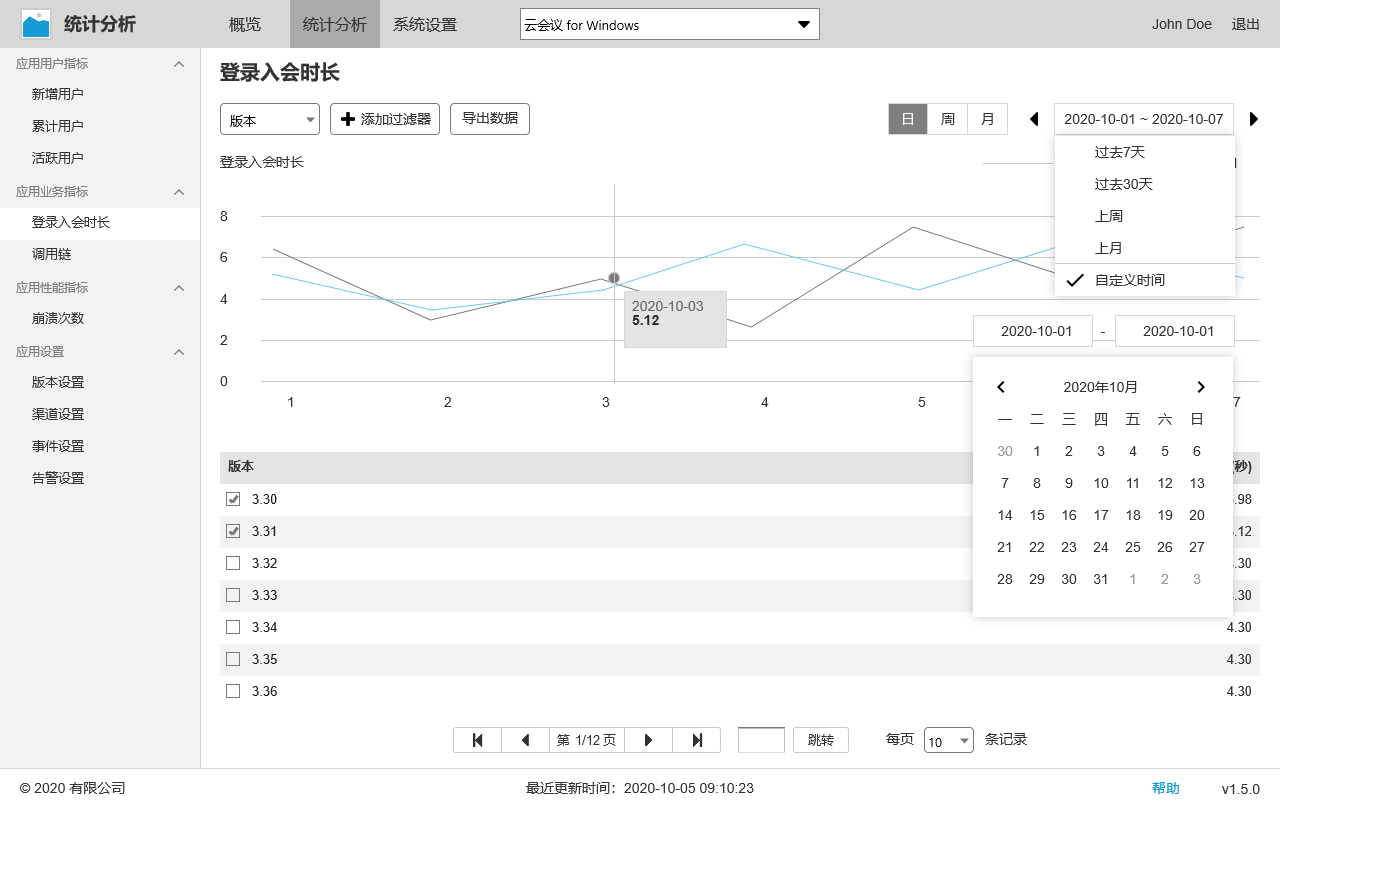 统计分析 概览 统计分析 系统设置 云会议 for Windows John Doe 退出
应用用户指标
新增用户
累计用户
活跃用户
应用业务指标
登录入会时长
调用链
应用性能指标
崩溃次数
应用设置
版本设置
渠道设置
事件设置
告警设置
登录入会时长
版本 添加过滤器 导出数据 日 周 月 2020-10-01 ~ 2020-10-07
过去7天
过去30天
上周
上月
自定义时间
登录入会时长
8
6
4
2
0
2020-10-03
5.12
1 2 3 4 5 7
2020-10-01 - 2020-10-01
2020年10月
一 二 三 四 五 六 日
30 1 2 3 4 5 6
7 8 9 10 11 12 13
14 15 16 17 18 19 20
21 22 23 24 25 26 27
28 29 30 31 1 2 3
版本 秒)
3.30 .98
3.31 .12
3.32 .30
3.33 .30
3.34 4.30
3.35 4.30
3.36 4.30
第 1/12 页 跳转 每页 10 条记录
© 2020 有限公司 最近更新时间：2020-10-05 09:10:23 帮助 v1.5.0